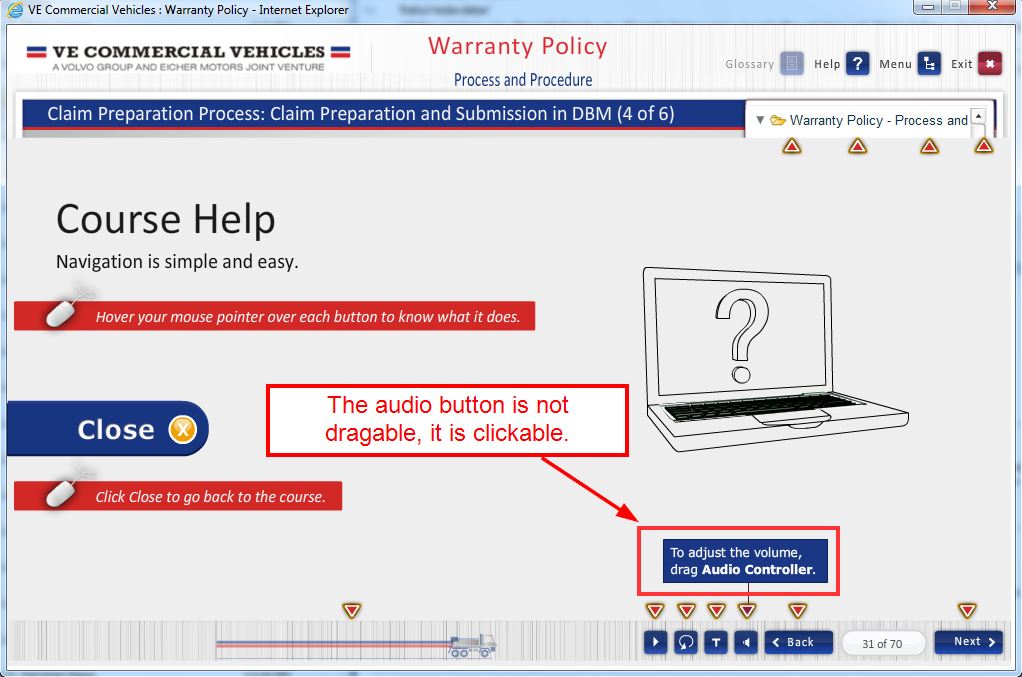 VE Commercial Vehicles : Warranty Policy - Internet Explorer
VE COMMERCIAL VEHICLES
A VOLVO GROUP AND EICHER MOTORS JOINT VENTURE
Warranty Policy
Process and Procedure
Glossary Help ? Menu Exit
Claim Preparation Process: Claim Preparation and Submission in DBM (4 of 6)
Warranty Policy - Process and
Course Help
Navigation is simple and easy.
Hover your mouse pointer over each button to know what it does.
?
The audio button is not
dragable, it is clickable.
Close X
Click Close to go back to the course.
To adjust the volume,
drag Audio Controller.
T Back 31 of 70 Next